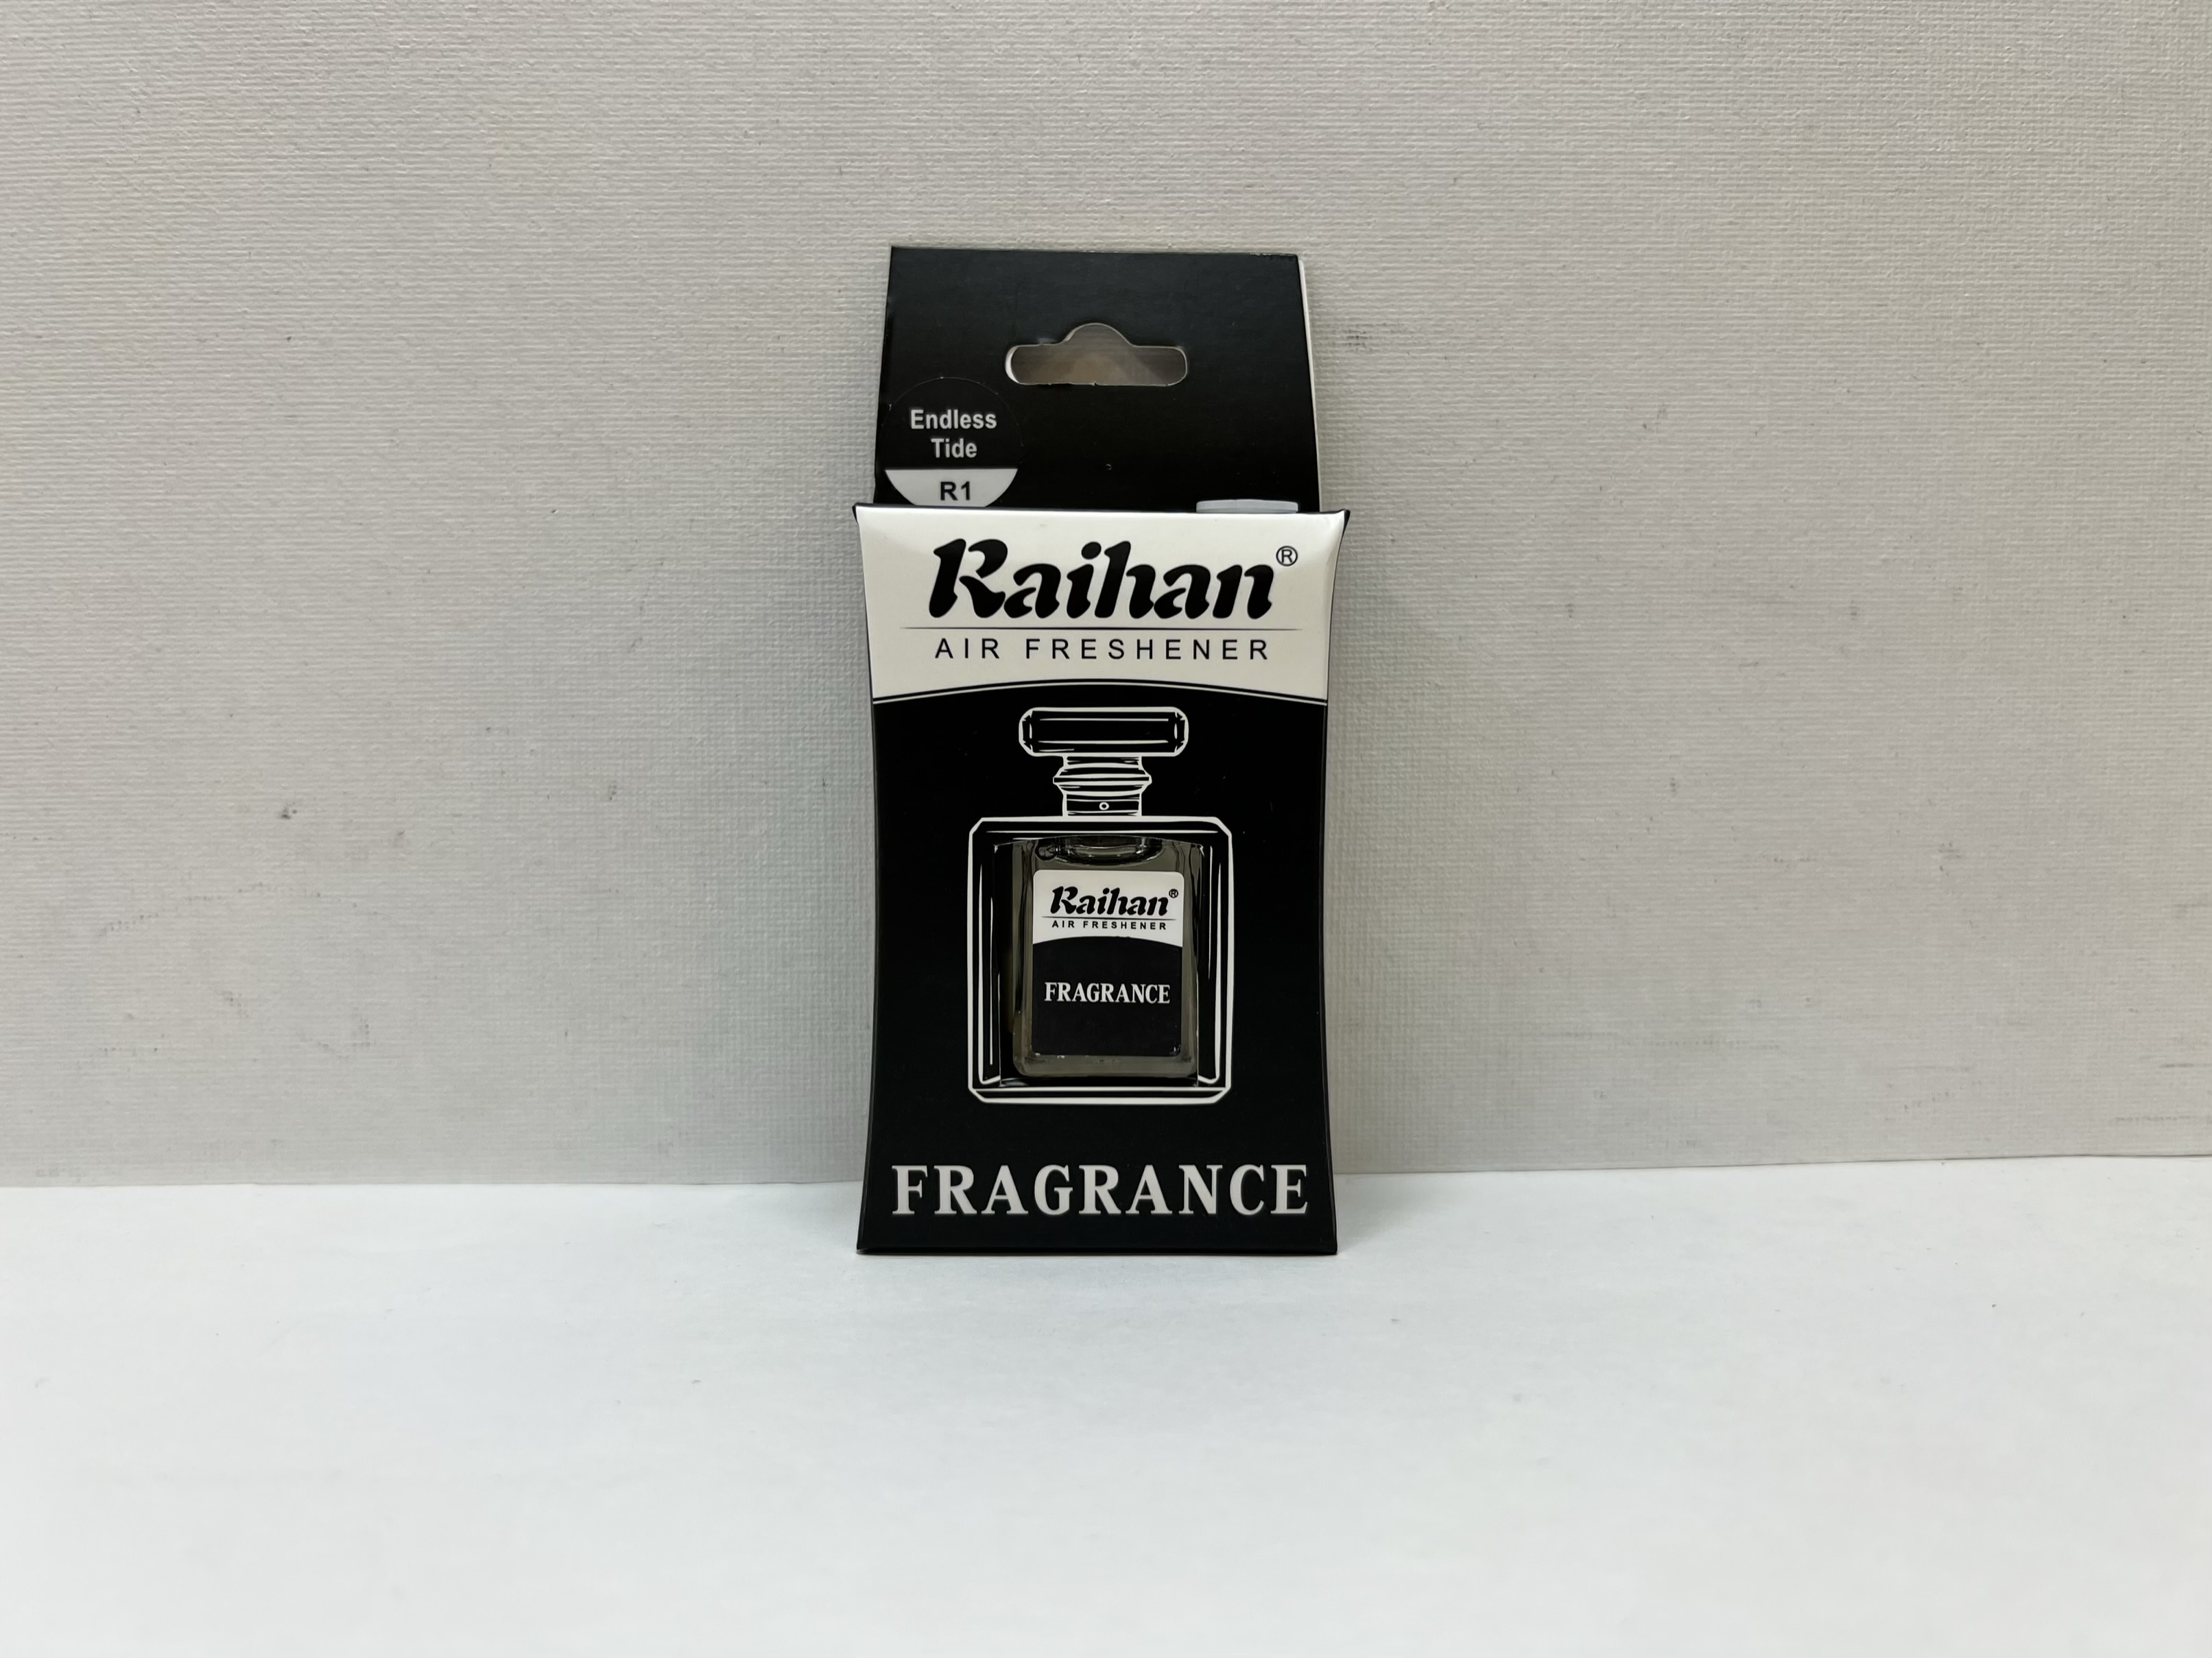 Endless
Tide
R1
Raihan®
AIR FRESHENER
Raihan®
AIR FRESHENER
FRAGRANCE
FRAGRANCE